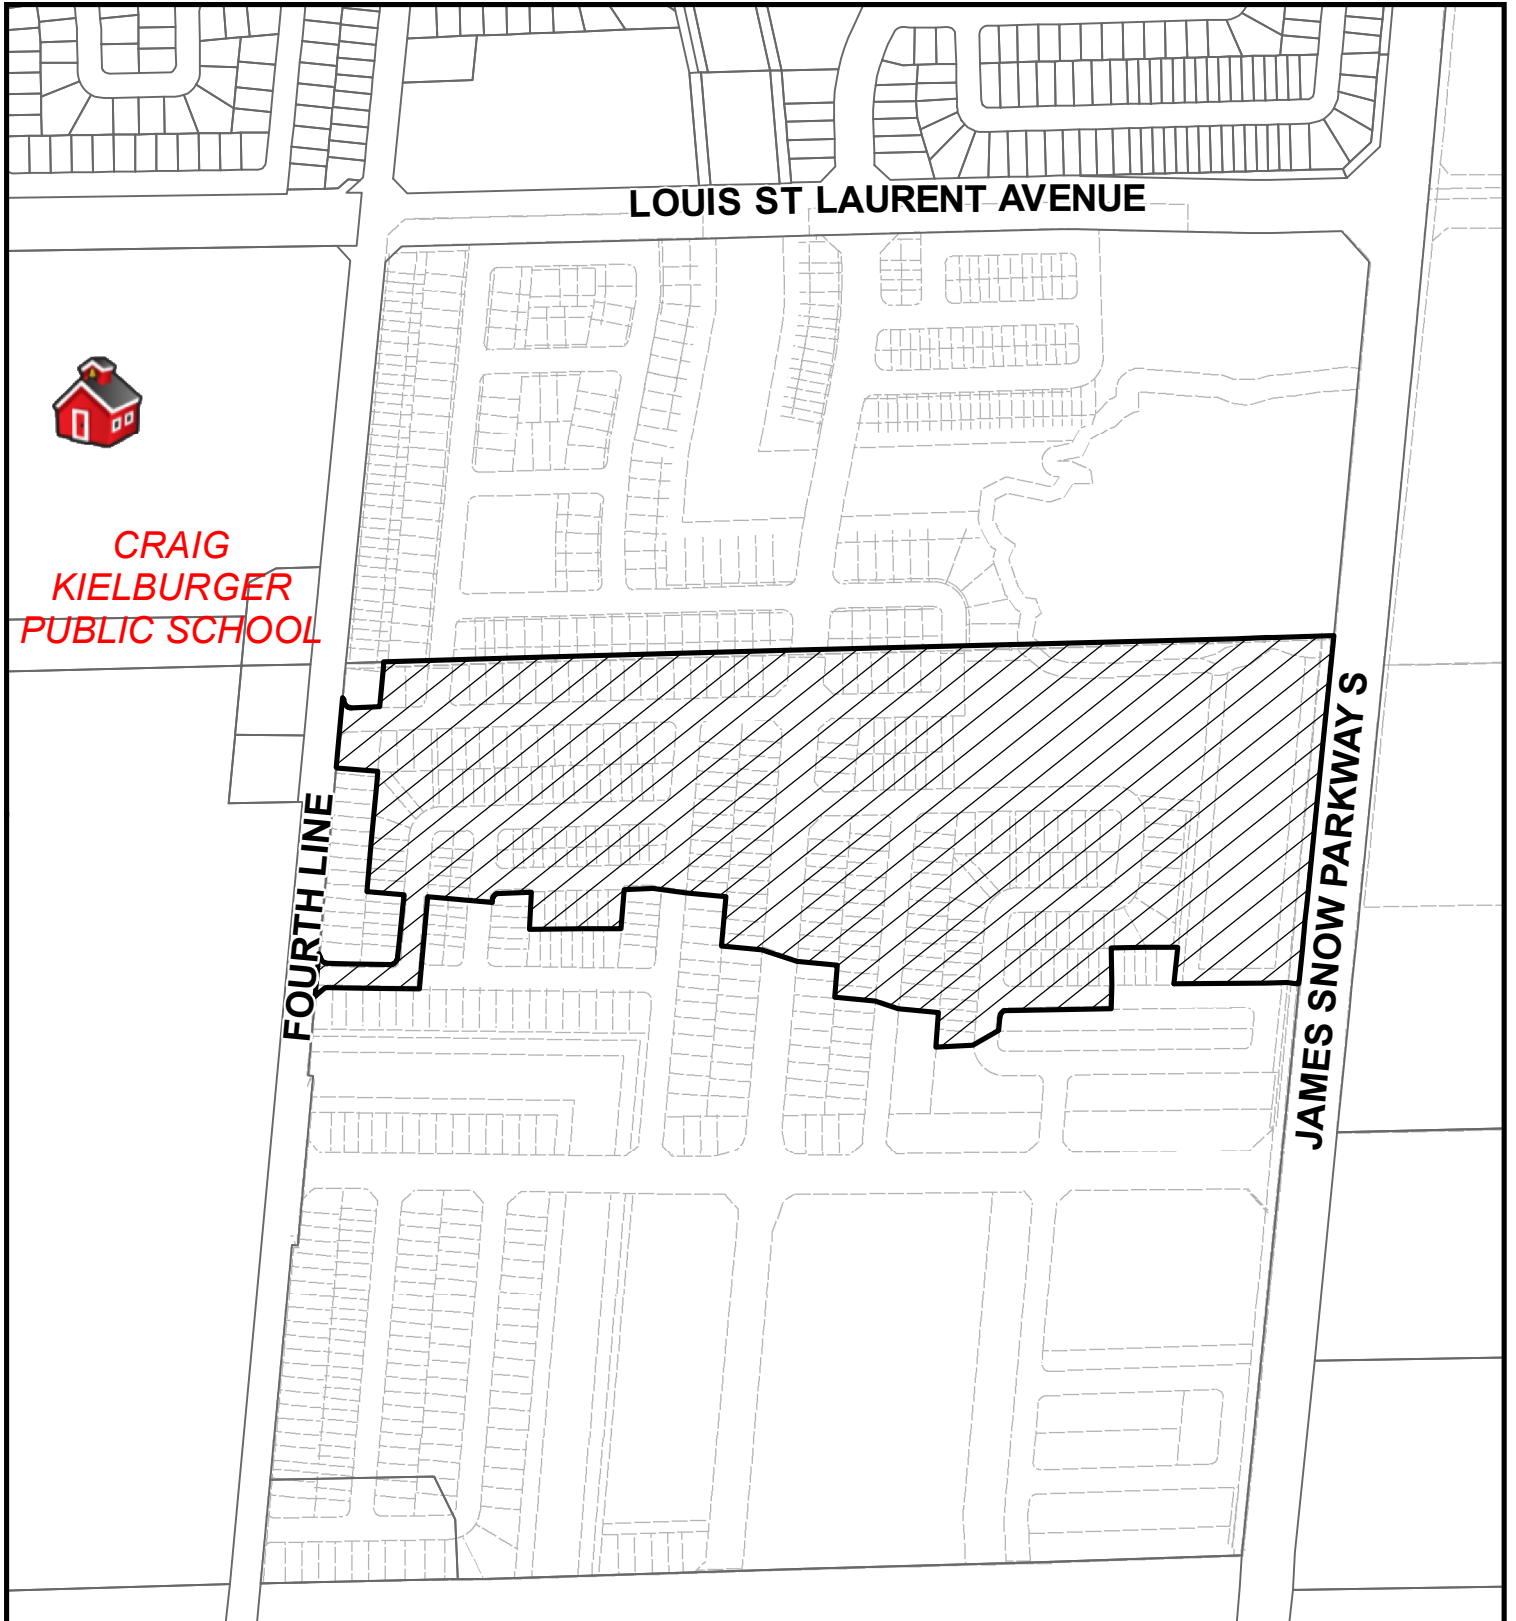 LOUIS ST LAURENT AVENUE
CRAIG
KIELBURGER
PUBLIC SCHOOL
FOURTH LINE
JAMES SNOW PARKWAY S